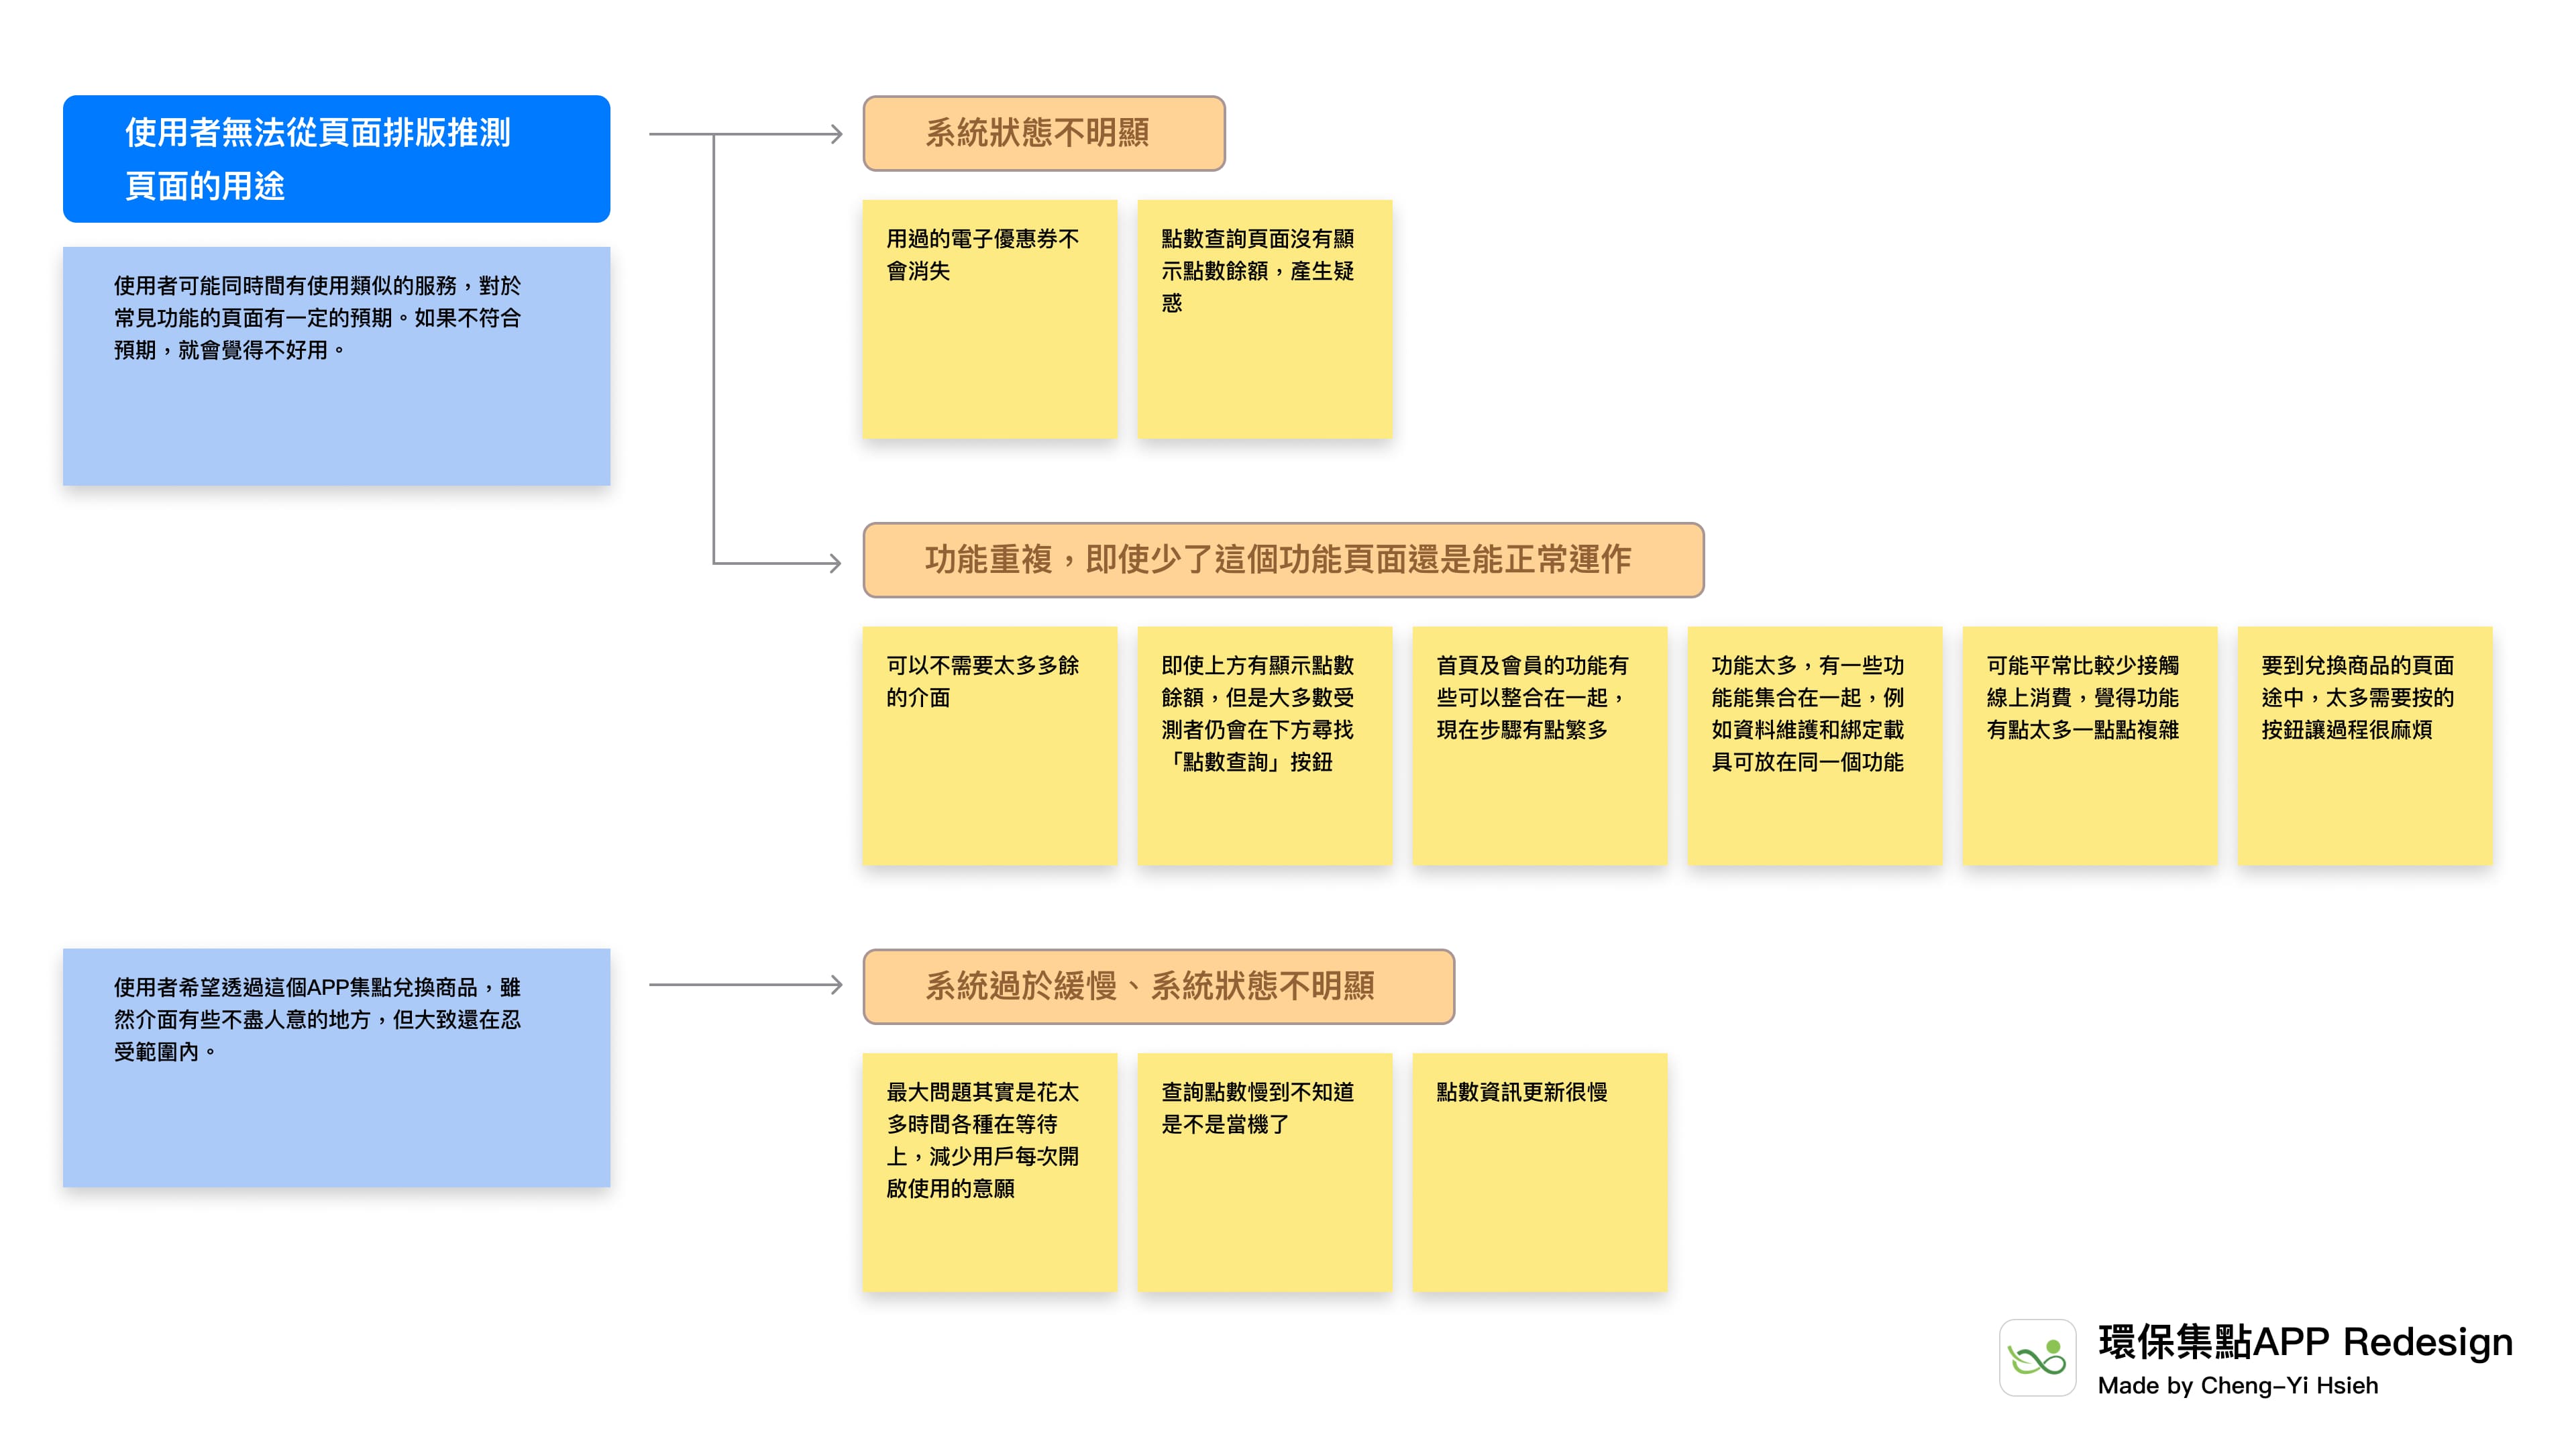 使用者無法從頁面排版推測
頁面的用途
使用者可能同時間有使用類似的服務，對於
常見功能的頁面有一定的預期。如果不符合
預期，就會覺得不好用。
系統狀態不明顯
用過的電子優惠券不
會消失
點數查詢頁面沒有顯
示點數餘額，產生疑
惑
功能重複，即使少了這個功能頁面還是能正常運作
可以不需要太多多餘
的介面
即使上方有顯示點數
餘額，但是大多數受
測者仍會在下方尋找
「點數查詢」按鈕
首頁及會員的功能有
些可以整合在一起，
現在步驟有點繁多
功能太多，有一些功
能能集合在一起，例
如資料維護和綁定載
具可放在同一個功能
可能平常比較少接觸
線上消費，覺得功能
有點太多一點點複雜
要到兌換商品的頁面
途中，太多需要按的
按鈕讓過程很麻煩
使用者希望透過這個APP集點兌換商品，雖
然介面有些不盡人意的地方，但大致還在忍
受範圍內。
系統過於緩慢、系統狀態不明顯
最大問題其實是花太
多時間各種在等待
上，減少用戶每次開
啟使用的意願
查詢點數慢到不知道
是不是當機了
點數資訊更新很慢
環保集點APP Redesign
Made by Cheng-Yi Hsieh